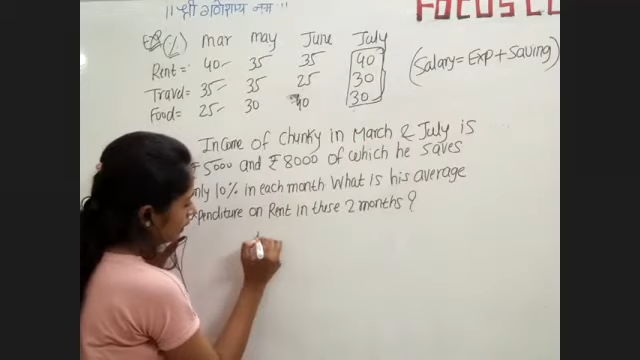 ॥ श्री गणेशाय नमः ॥
FOCUS C
Exp (%) Mar May June July
Rent = 40 35 35 40
Travel = 35 35 25 30
Food = 25 30 40 30
(Salary = Exp + Saving)
Income of Chunky in March & July is
₹5000 and ₹8000 of which he saves
only 10% in each month What is his average
Expenditure on Rent in these 2 months ?